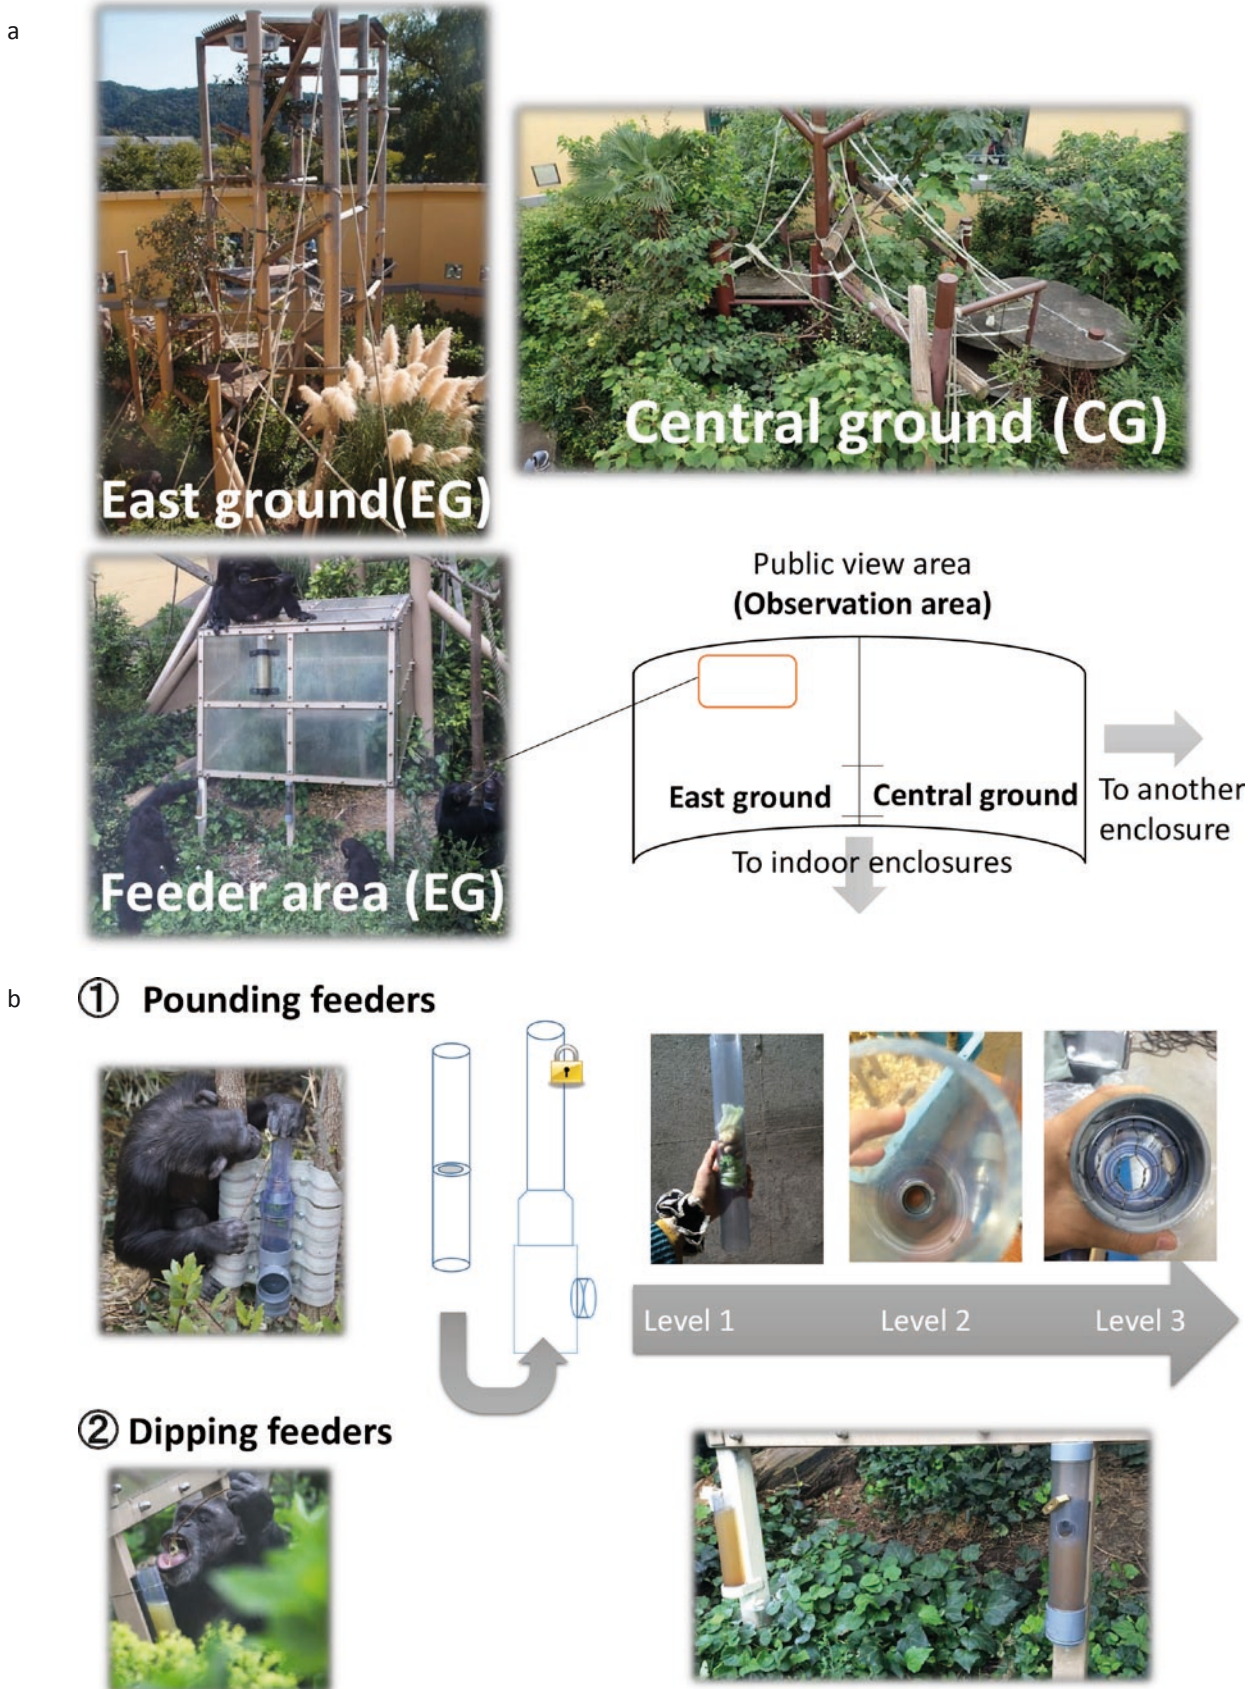 a
East ground(EG)
Central ground (CG)
Feeder area (EG)
Public view area
(Observation area)
East ground
Central ground
To another
enclosure
To indoor enclosures
b
① Pounding feeders
Level 1
Level 2
Level 3
② Dipping feeders